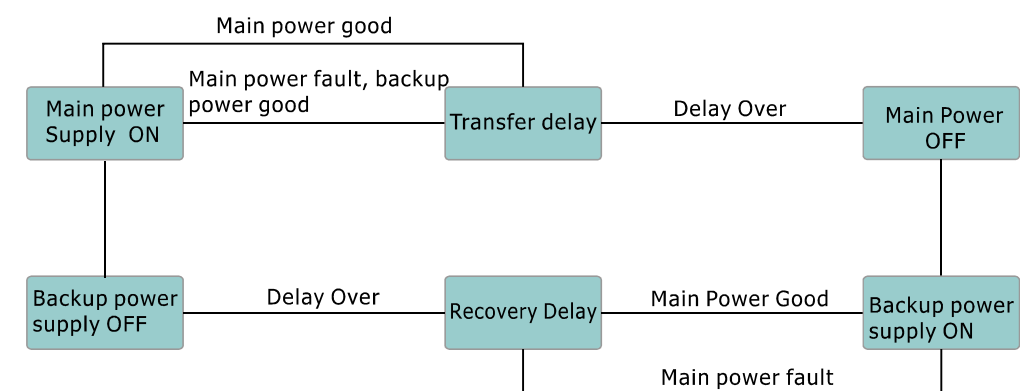 Main power good
Main power fault, backup
power good
Main power
Supply ON
Transfer delay
Delay Over
Main Power
OFF
Backup power
supply OFF
Delay Over
Recovery Delay
Main Power Good
Backup power
supply ON
Main power fault